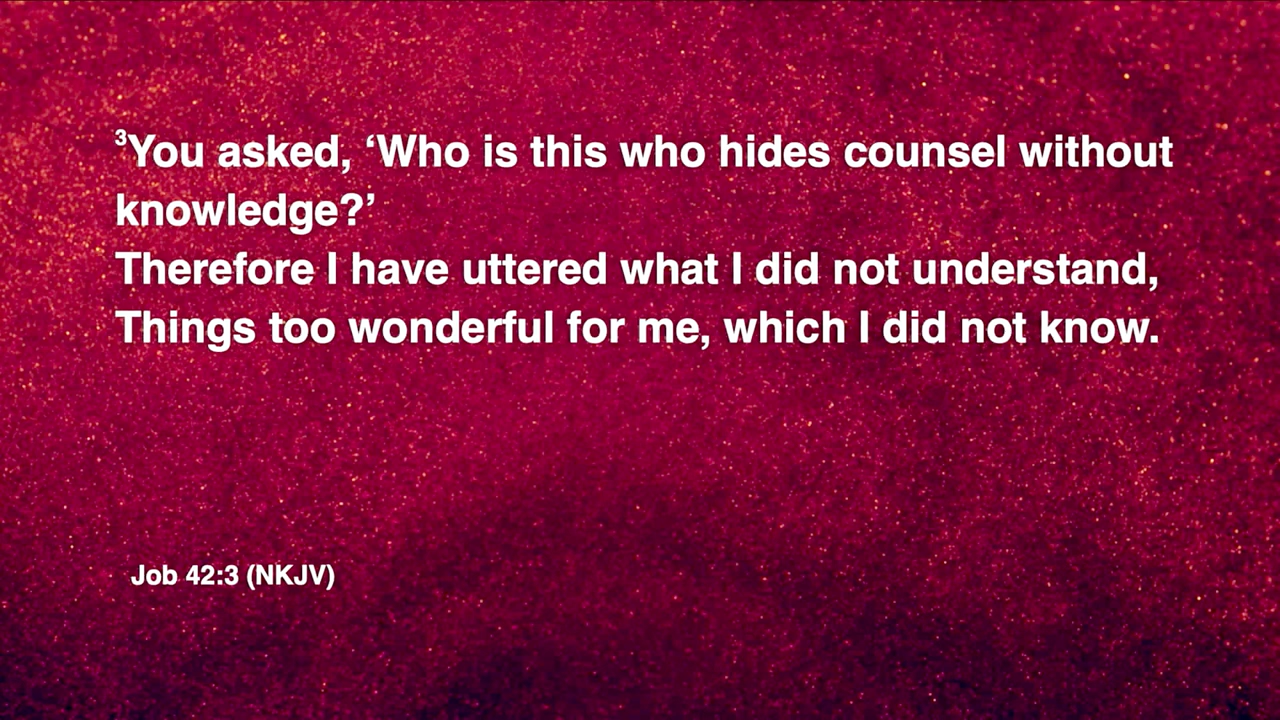 ³You asked, ‘Who is this who hides counsel without
knowledge?’
Therefore I have uttered what I did not understand,
Things too wonderful for me, which I did not know.
Job 42:3 (NKJV)